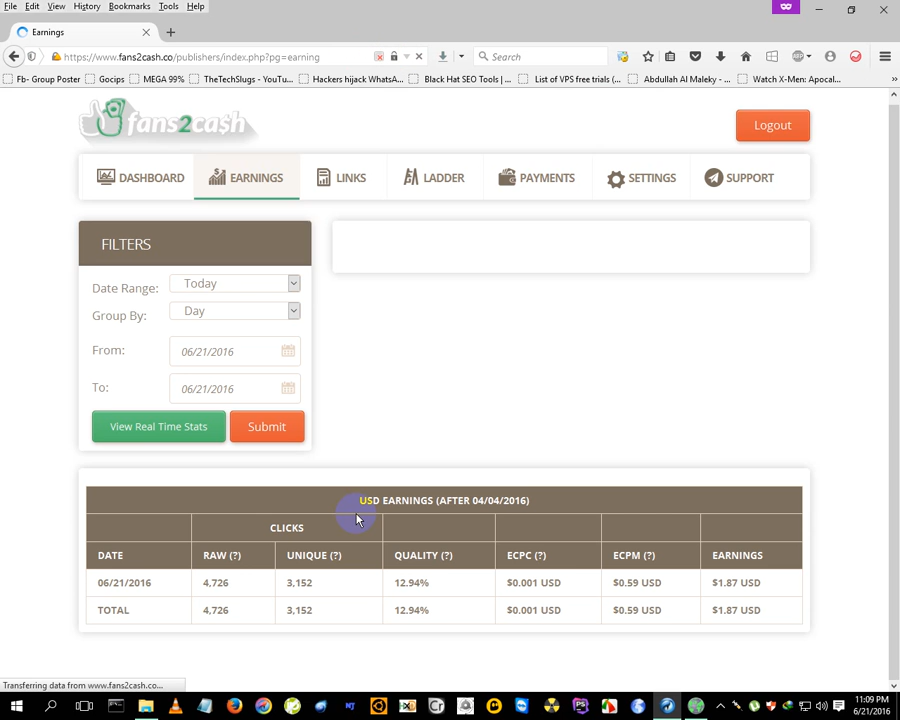 File Edit View History Bookmarks Tools Help
Earnings
https://www.fans2cash.co/publishers/index.php?pg=earning
Search
Fb- Group Poster Gocips MEGA 99% TheTechSlugs - YouTu... Hackers hijack WhatsA... Black Hat SEO Tools | ... List of VPS free trials (... Abdullah Al Maleky - ... Watch X-Men: Apocal...
fans2ca$h
Logout
DASHBOARD EARNINGS LINKS LADDER PAYMENTS SETTINGS SUPPORT
FILTERS
Date Range: Today
Group By: Day
From: 06/21/2016
To: 06/21/2016
View Real Time Stats Submit
USD EARNINGS (AFTER 04/04/2016)
CLICKS
DATE RAW (?) UNIQUE (?) QUALITY (?) ECPC (?) ECPM (?) EARNINGS
06/21/2016 4,726 3,152 12.94% $0.001 USD $0.59 USD $1.87 USD
TOTAL 4,726 3,152 12.94% $0.001 USD $0.59 USD $1.87 USD
Transferring data from www.fans2cash.co...
11:09 PM
6/21/2016